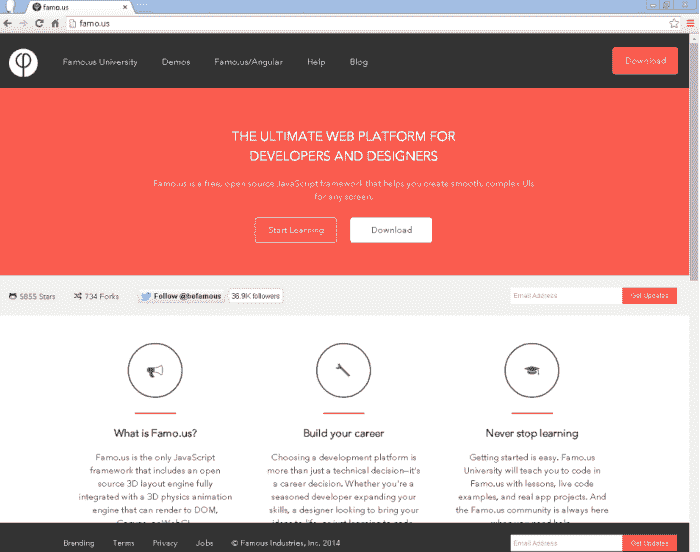 famo.us
famo.us
Famo.us University Demos Famo.us/Angular Help Blog Download
THE ULTIMATE WEB PLATFORM FOR
DEVELOPERS AND DESIGNERS
Famo.us is a free, open source JavaScript framework that helps you create smooth, complex UIs
for any screen.
Start Learning Download
5855 Stars 734 Forks Follow @befamous 36.9K followers Email Address Get Updates
What is Famo.us?
Famo.us is the only JavaScript
framework that includes an open
source 3D layout engine fully
integrated with a 3D physics animation
engine that can render to DOM,
Build your career
Choosing a development platform is
more than just a technical decision–it's
a career decision. Whether you're a
seasoned developer expanding your
skills, a designer looking to bring your
Never stop learning
Getting started is easy. Famo.us
University will teach you to code in
Famo.us with lessons, live code
examples, and real app projects. And
the Famo.us community is always here
Branding Terms Privacy Jobs © Famous Industries, Inc. 2014 Email Address Get Updates